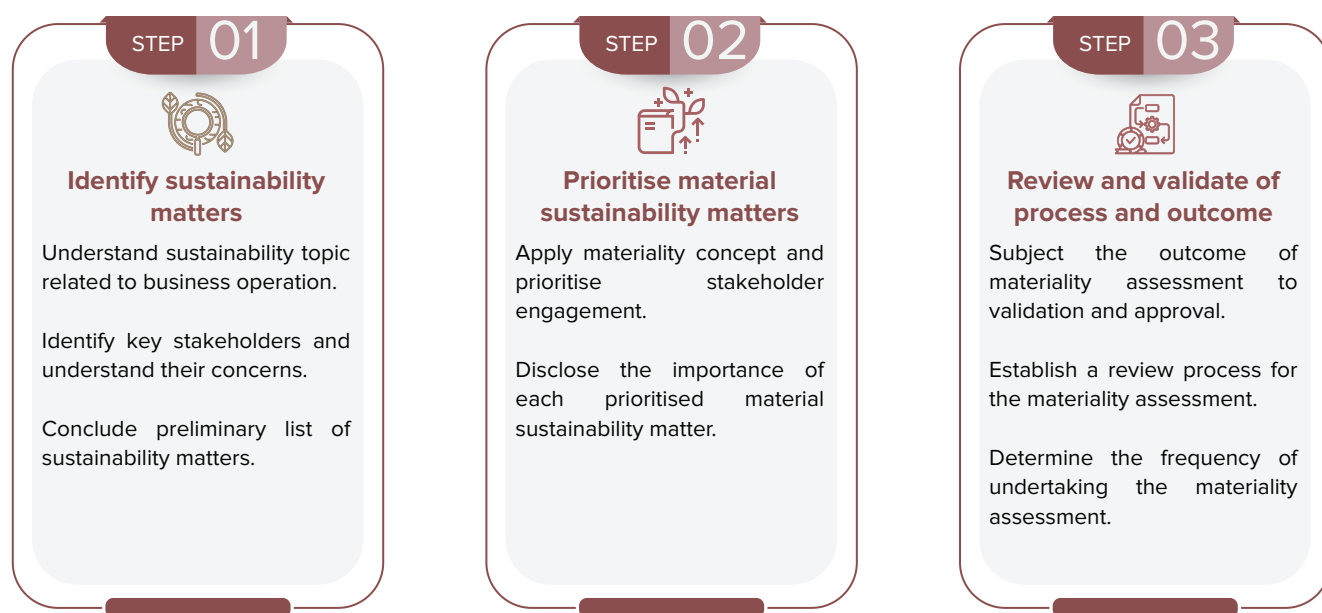 STEP 01
Identify sustainability
matters
Understand sustainability topic
related to business operation.
Identify key stakeholders and
understand their concerns.
Conclude preliminary list of
sustainability matters.
STEP 02
Prioritise material
sustainability matters
Apply materiality concept and
prioritise stakeholder
engagement.
Disclose the importance of
each prioritised material
sustainability matter.
STEP 03
Review and validate of
process and outcome
Subject the outcome of
materiality assessment to
validation and approval.
Establish a review process for
the materiality assessment.
Determine the frequency of
undertaking the materiality
assessment.